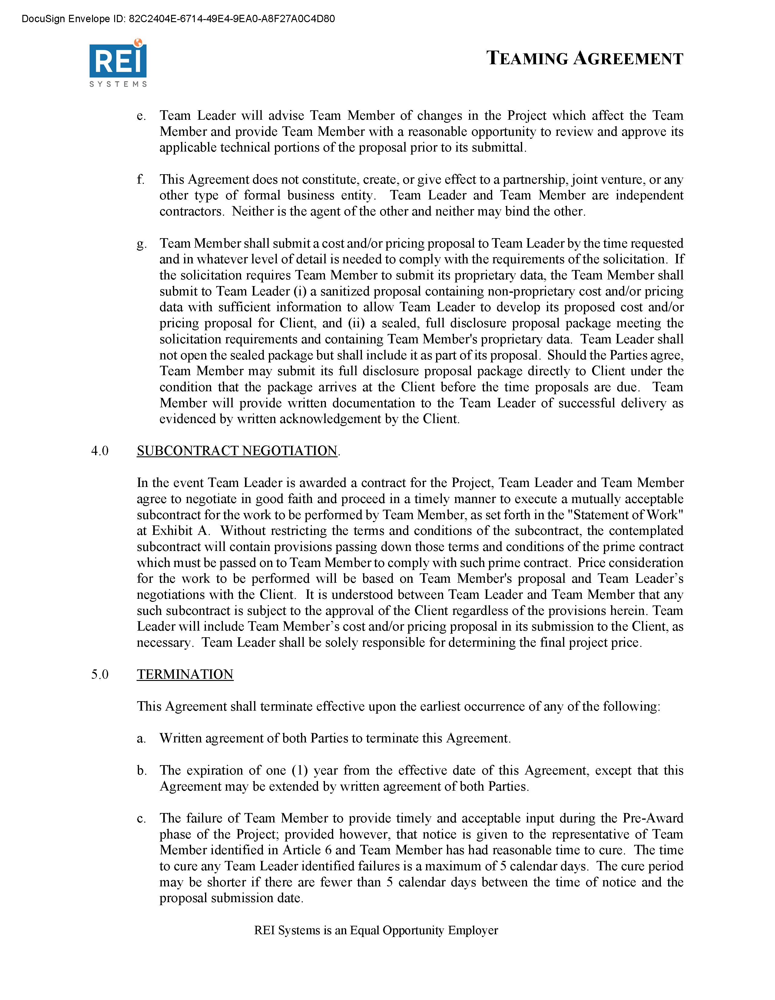 DocuSign Envelope ID: 82C2404E-6714-49E4-9EA0-A8F27A0C4D80
REI
SYSTEMS
TEAMING AGREEMENT
e. Team Leader will advise Team Member of changes in the Project which affect the Team
Member and provide Team Member with a reasonable opportunity to review and approve its
applicable technical portions of the proposal prior to its submittal.
f. This Agreement does not constitute, create, or give effect to a partnership, joint venture, or any
other type of formal business entity. Team Leader and Team Member are independent
contractors. Neither is the agent of the other and neither may bind the other.
g. Team Member shall submit a cost and/or pricing proposal to Team Leader by the time requested
and in whatever level of detail is needed to comply with the requirements of the solicitation. If
the solicitation requires Team Member to submit its proprietary data, the Team Member shall
submit to Team Leader (i) a sanitized proposal containing non-proprietary cost and/or pricing
data with sufficient information to allow Team Leader to develop its proposed cost and/or
pricing proposal for Client, and (ii) a sealed, full disclosure proposal package meeting the
solicitation requirements and containing Team Member's proprietary data. Team Leader shall
not open the sealed package but shall include it as part of its proposal. Should the Parties agree,
Team Member may submit its full disclosure proposal package directly to Client under the
condition that the package arrives at the Client before the time proposals are due. Team
Member will provide written documentation to the Team Leader of successful delivery as
evidenced by written acknowledgement by the Client.
4.0 SUBCONTRACT NEGOTIATION.
In the event Team Leader is awarded a contract for the Project, Team Leader and Team Member
agree to negotiate in good faith and proceed in a timely manner to execute a mutually acceptable
subcontract for the work to be performed by Team Member, as set forth in the "Statement of Work"
at Exhibit A. Without restricting the terms and conditions of the subcontract, the contemplated
subcontract will contain provisions passing down those terms and conditions of the prime contract
which must be passed on to Team Member to comply with such prime contract. Price consideration
for the work to be performed will be based on Team Member's proposal and Team Leader’s
negotiations with the Client. It is understood between Team Leader and Team Member that any
such subcontract is subject to the approval of the Client regardless of the provisions herein. Team
Leader will include Team Member’s cost and/or pricing proposal in its submission to the Client, as
necessary. Team Leader shall be solely responsible for determining the final project price.
5.0 TERMINATION
This Agreement shall terminate effective upon the earliest occurrence of any of the following:
a. Written agreement of both Parties to terminate this Agreement.
b. The expiration of one (1) year from the effective date of this Agreement, except that this
Agreement may be extended by written agreement of both Parties.
c. The failure of Team Member to provide timely and acceptable input during the Pre-Award
phase of the Project; provided however, that notice is given to the representative of Team
Member identified in Article 6 and Team Member has had reasonable time to cure. The time
to cure any Team Leader identified failures is a maximum of 5 calendar days. The cure period
may be shorter if there are fewer than 5 calendar days between the time of notice and the
proposal submission date.
REI Systems is an Equal Opportunity Employer